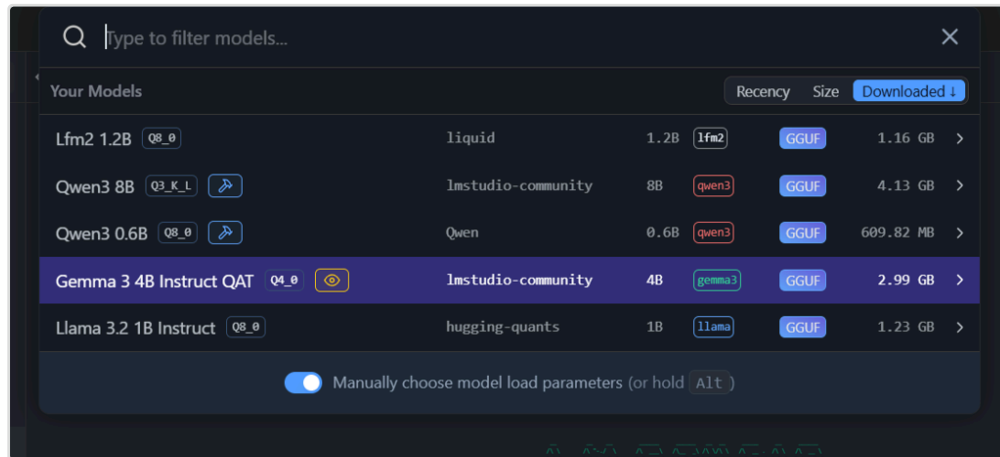 Type to filter models...
Your Models Recency Size Downloaded ↓
Lfm2 1.2B Q8_0 liquid 1.2B lfm2 GGUF 1.16 GB
Qwen3 8B Q3_K_L lmstudio-community 8B qwen3 GGUF 4.13 GB
Qwen3 0.6B Q8_0 Qwen 0.6B qwen3 GGUF 609.82 MB
Gemma 3 4B Instruct QAT Q4_0 lmstudio-community 4B gemma3 GGUF 2.99 GB
Llama 3.2 1B Instruct Q8_0 hugging-quants 1B llama GGUF 1.23 GB
Manually choose model load parameters (or hold Alt)